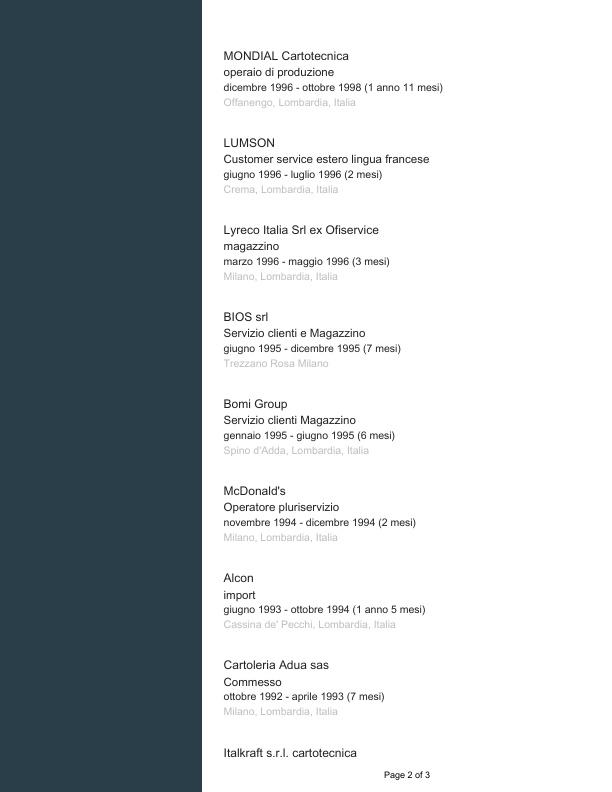 MONDIAL Cartotecnica
operaio di produzione
dicembre 1996 - ottobre 1998 (1 anno 11 mesi)
Offanengo, Lombardia, Italia
LUMSON
Customer service estero lingua francese
giugno 1996 - luglio 1996 (2 mesi)
Crema, Lombardia, Italia
Lyreco Italia Srl ex Ofiservice
magazzino
marzo 1996 - maggio 1996 (3 mesi)
Milano, Lombardia, Italia
BIOS srl
Servizio clienti e Magazzino
giugno 1995 - dicembre 1995 (7 mesi)
Trezzano Rosa Milano
Bomi Group
Servizio clienti Magazzino
gennaio 1995 - giugno 1995 (6 mesi)
Spino d'Adda, Lombardia, Italia
McDonald's
Operatore pluriservizio
novembre 1994 - dicembre 1994 (2 mesi)
Milano, Lombardia, Italia
Alcon
import
giugno 1993 - ottobre 1994 (1 anno 5 mesi)
Cassina de' Pecchi, Lombardia, Italia
Cartoleria Adua sas
Commesso
ottobre 1992 - aprile 1993 (7 mesi)
Milano, Lombardia, Italia
Italkraft s.r.l. cartotecnica
Page 2 of 3